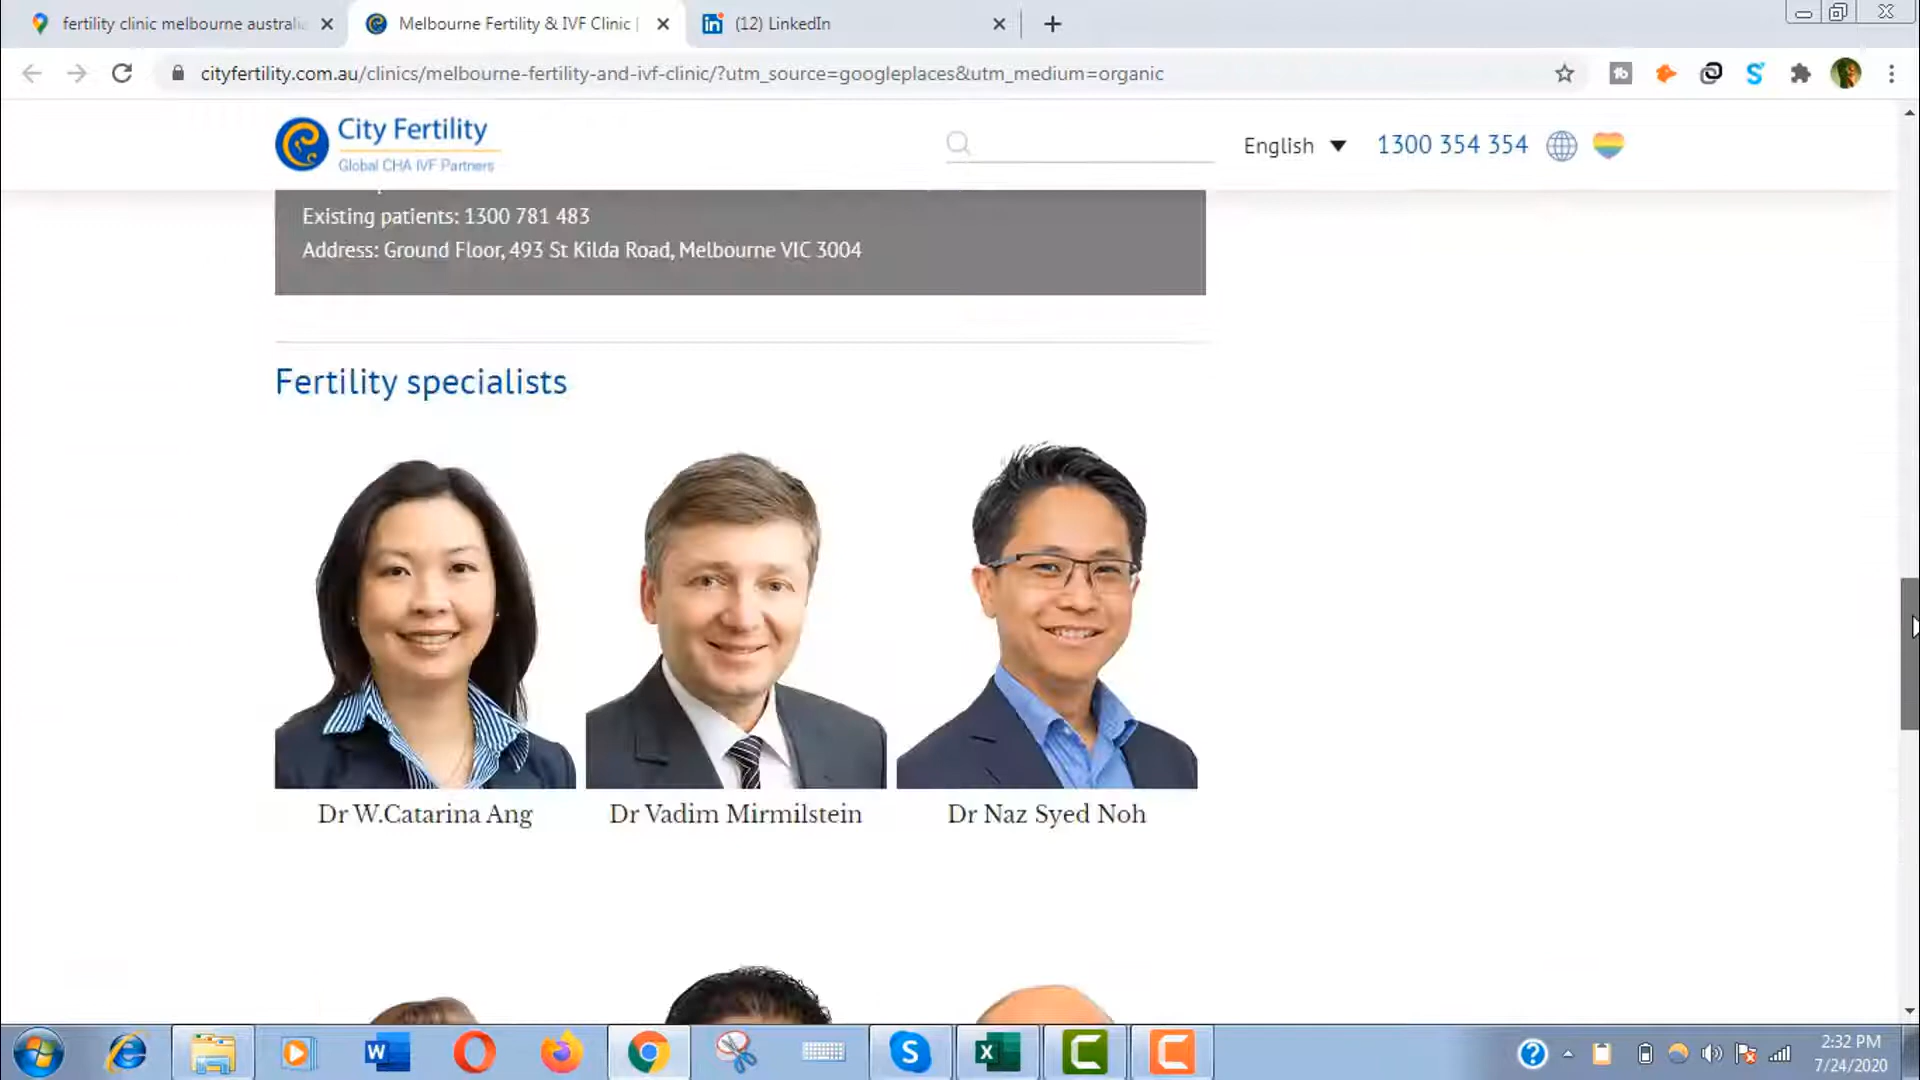 fertility clinic melbourne australi
Melbourne Fertility & IVF Clinic |
(12) LinkedIn
cityfertility.com.au/clinics/melbourne-fertility-and-ivf-clinic/?utm_source=googleplaces&utm_medium=organic
City Fertility
Global CHA IVF Partners
English
1300 354 354
Existing patients: 1300 781 483
Address: Ground Floor, 493 St Kilda Road, Melbourne VIC 3004
Fertility specialists
Dr W.Catarina Ang
Dr Vadim Mirmilstein
Dr Naz Syed Noh
2:32 PM
7/24/2020